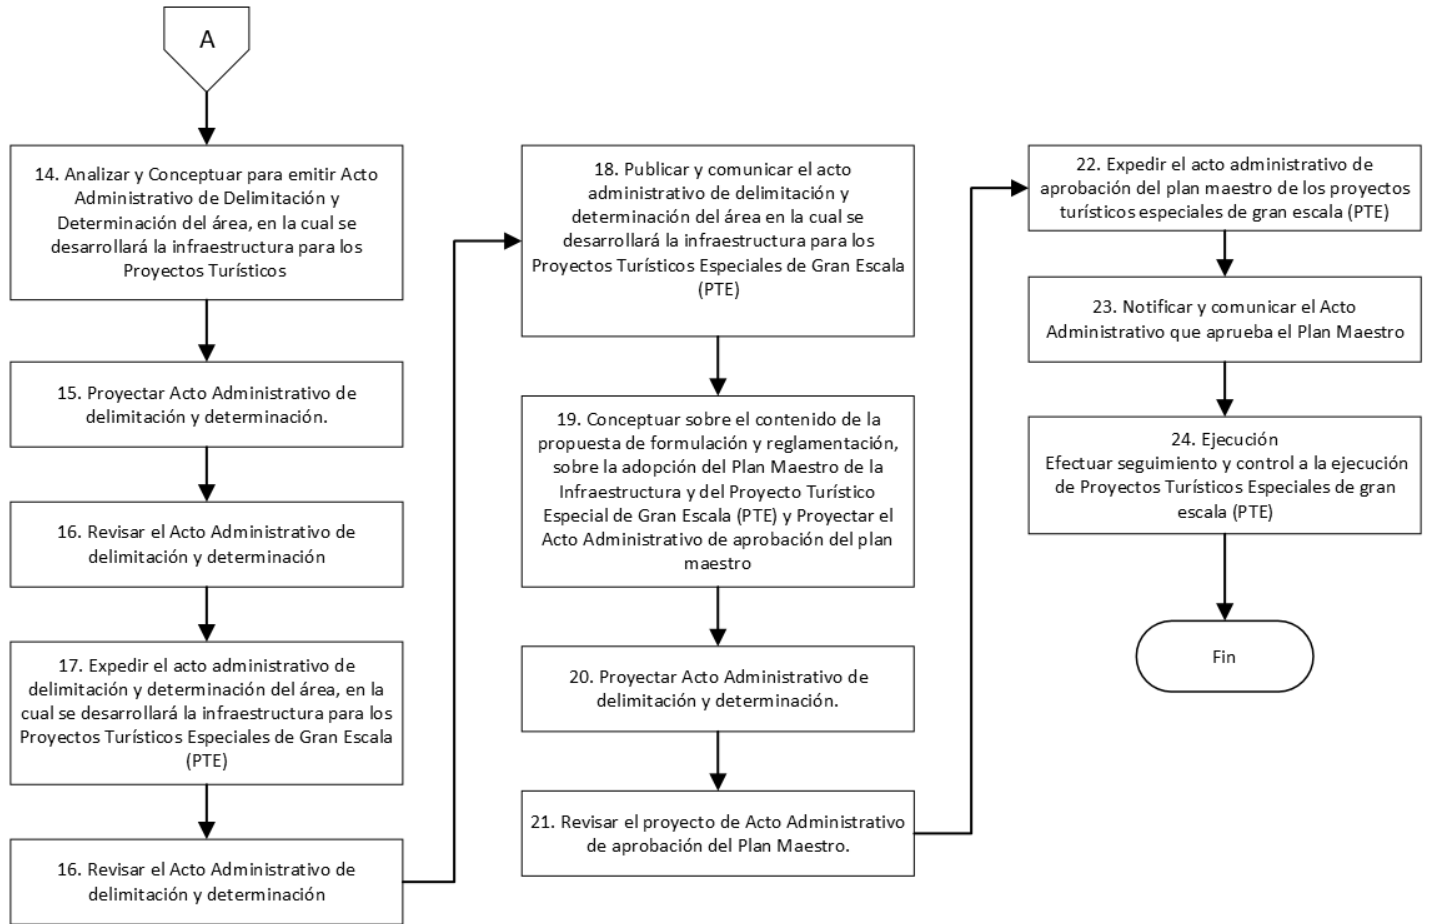 A
14. Analizar y Conceptuar para emitir Acto
Administrativo de Delimitación y
Determinación del área, en la cual se
desarrollará la infraestructura para los
Proyectos Turísticos
15. Proyectar Acto Administrativo de
delimitación y determinación.
16. Revisar el Acto Administrativo de
delimitación y determinación
17. Expedir el acto administrativo de
delimitación y determinación del área, en la
cual se desarrollará la infraestructura para los
Proyectos Turísticos Especiales de Gran Escala
(PTE)
16. Revisar el Acto Administrativo de
delimitación y determinación
18. Publicar y comunicar el acto
administrativo de delimitación y
determinación del área en la cual se
desarrollará la infraestructura para los
Proyectos Turísticos Especiales de Gran Escala
(PTE)
19. Conceptuar sobre el contenido de la
propuesta de formulación y reglamentación,
sobre la adopción del Plan Maestro de la
Infraestructura y del Proyecto Turístico
Especial de Gran Escala (PTE) y Proyectar el
Acto Administrativo de aprobación del plan
maestro
20. Proyectar Acto Administrativo de
delimitación y determinación.
21. Revisar el proyecto de Acto Administrativo
de aprobación del Plan Maestro.
22. Expedir el acto administrativo de
aprobación del plan maestro de los proyectos
turísticos especiales de gran escala (PTE)
23. Notificar y comunicar el Acto
Administrativo que aprueba el Plan Maestro
24. Ejecución
Efectuar seguimiento y control a la ejecución
de Proyectos Turísticos Especiales de gran
escala (PTE)
Fin